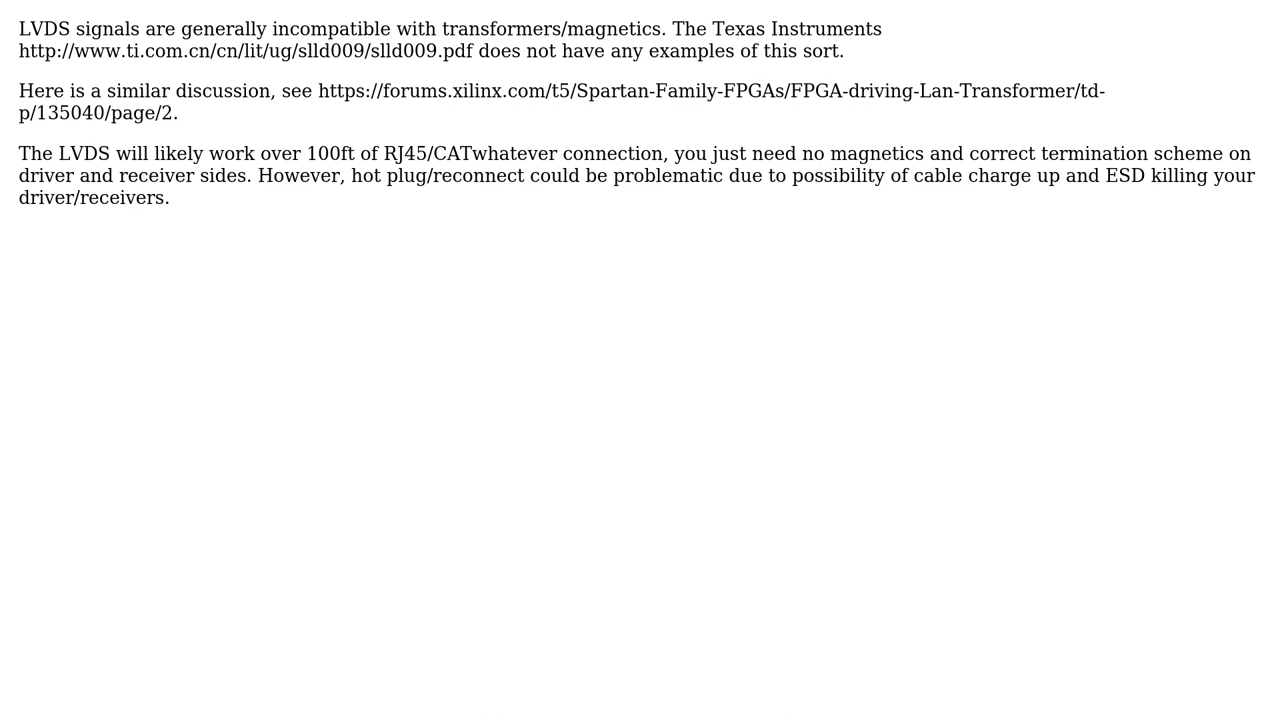 LVDS signals are generally incompatible with transformers/magnetics. The Texas Instruments
http://www.ti.com.cn/cn/lit/ug/slld009/slld009.pdf does not have any examples of this sort.
Here is a similar discussion, see https://forums.xilinx.com/t5/Spartan-Family-FPGAs/FPGA-driving-Lan-Transformer/td-
p/135040/page/2.
The LVDS will likely work over 100ft of RJ45/CATwhatever connection, you just need no magnetics and correct termination scheme on
driver and receiver sides. However, hot plug/reconnect could be problematic due to possibility of cable charge up and ESD killing your
driver/receivers.